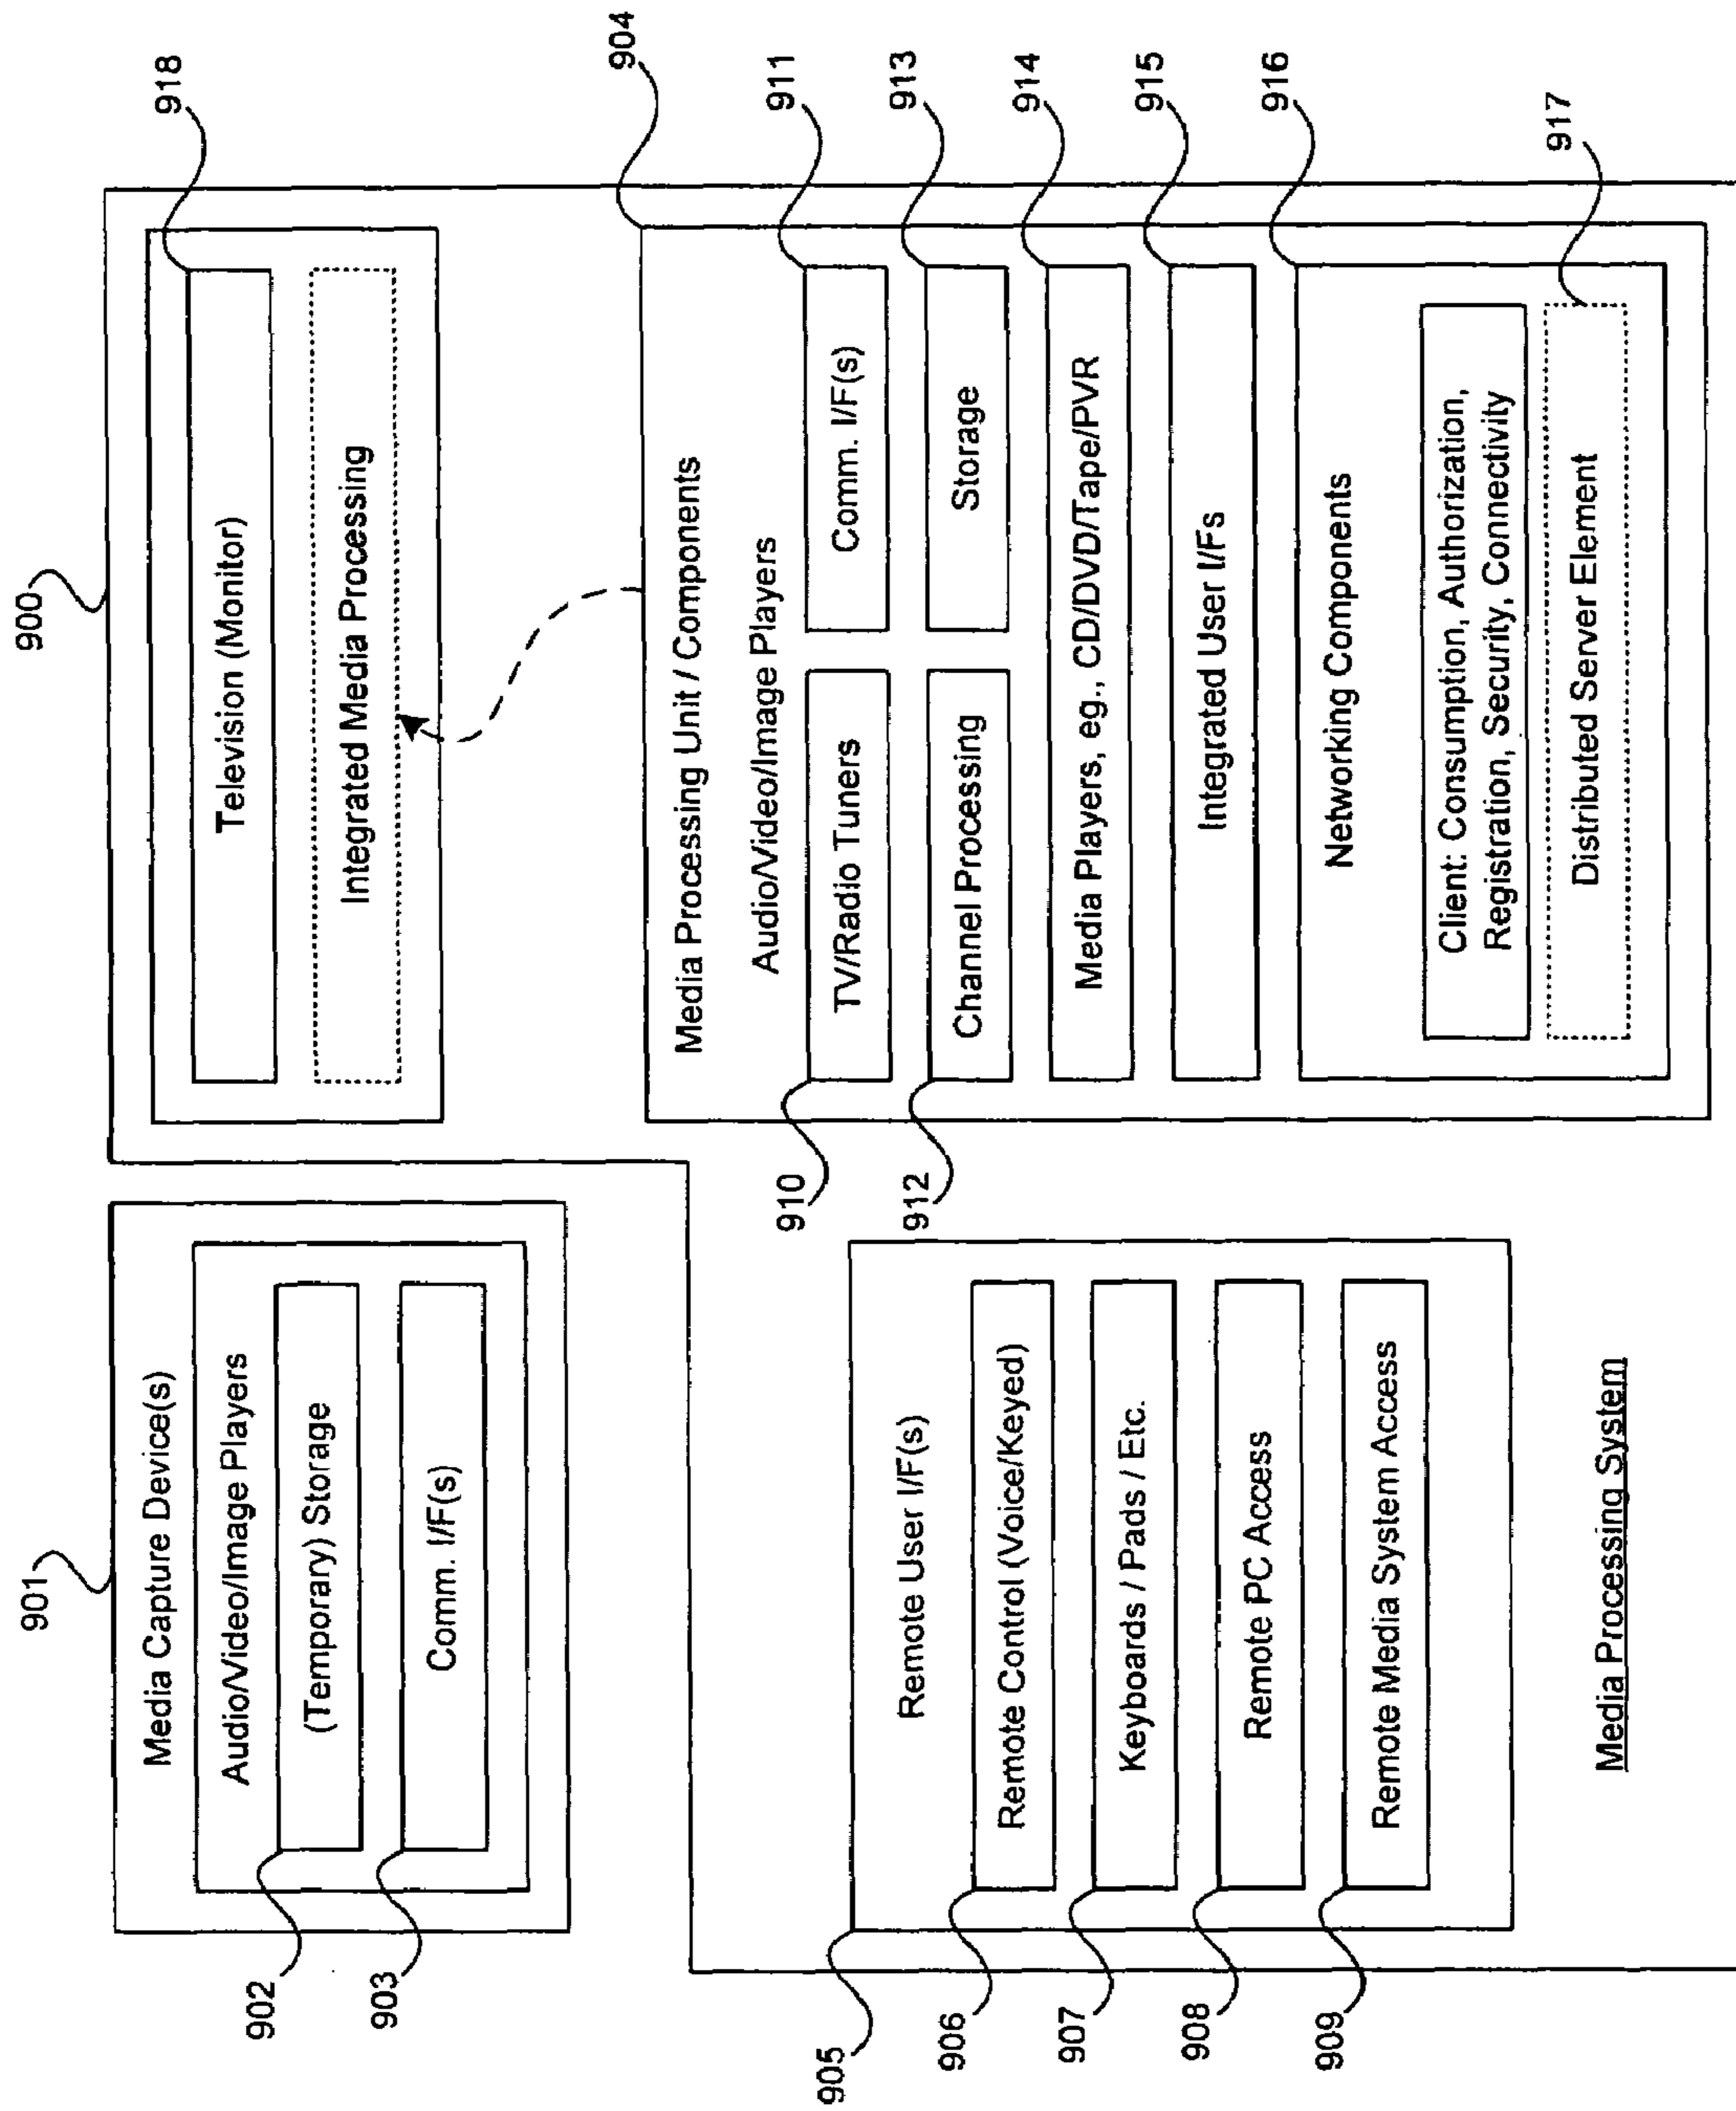 900
901
Media Capture Device(s)
Audio/Video/Image Players
(Temporary) Storage
Comm. I/F(s)
902
903
918
Television (Monitor)
Integrated Media Processing
904
Media Processing Unit / Components
Audio/Video/Image Players
TV/Radio Tuners
Comm. I/F(s)
Channel Processing
Storage
Media Players, eg., CD/DVD/Tape/PVR
Integrated User I/Fs
Networking Components
Client: Consumption, Authorization,
Registration, Security, Connectivity
Distributed Server Element
910
911
912
913
914
915
916
917
905
Remote User I/F(s)
Remote Control (Voice/Keyed)
Keyboards / Pads / Etc.
Remote PC Access
Remote Media System Access
906
907
908
909
Media Processing System